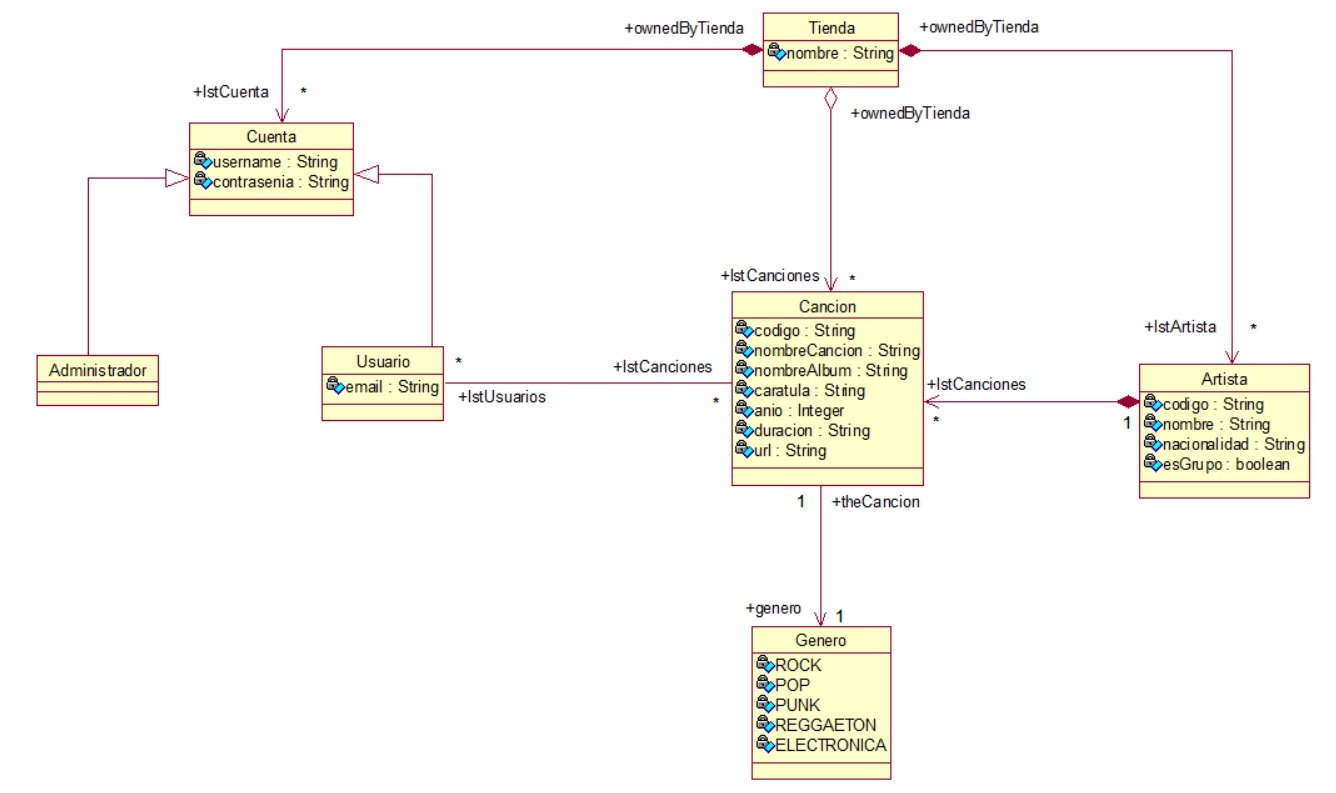 +ownedByTienda
Tienda
nombre : String
+ownedByTienda
+ownedByTienda
+lstCuenta
*
Cuenta
username : String
contrasenia : String
+lstCanciones
*
+lstArtista
*
Administrador
Usuario
email : String
*
+lstUsuarios
+lstCanciones
*
Cancion
codigo : String
nombreCancion : String
nombreAlbum : String
caratula : String
anio : Integer
duracion : String
url : String
+lstCanciones
*
1
Artista
codigo : String
nombre : String
nacionalidad : String
esGrupo : boolean
1
+theCancion
+genero
1
Genero
ROCK
POP
PUNK
REGGAETON
ELECTRONICA